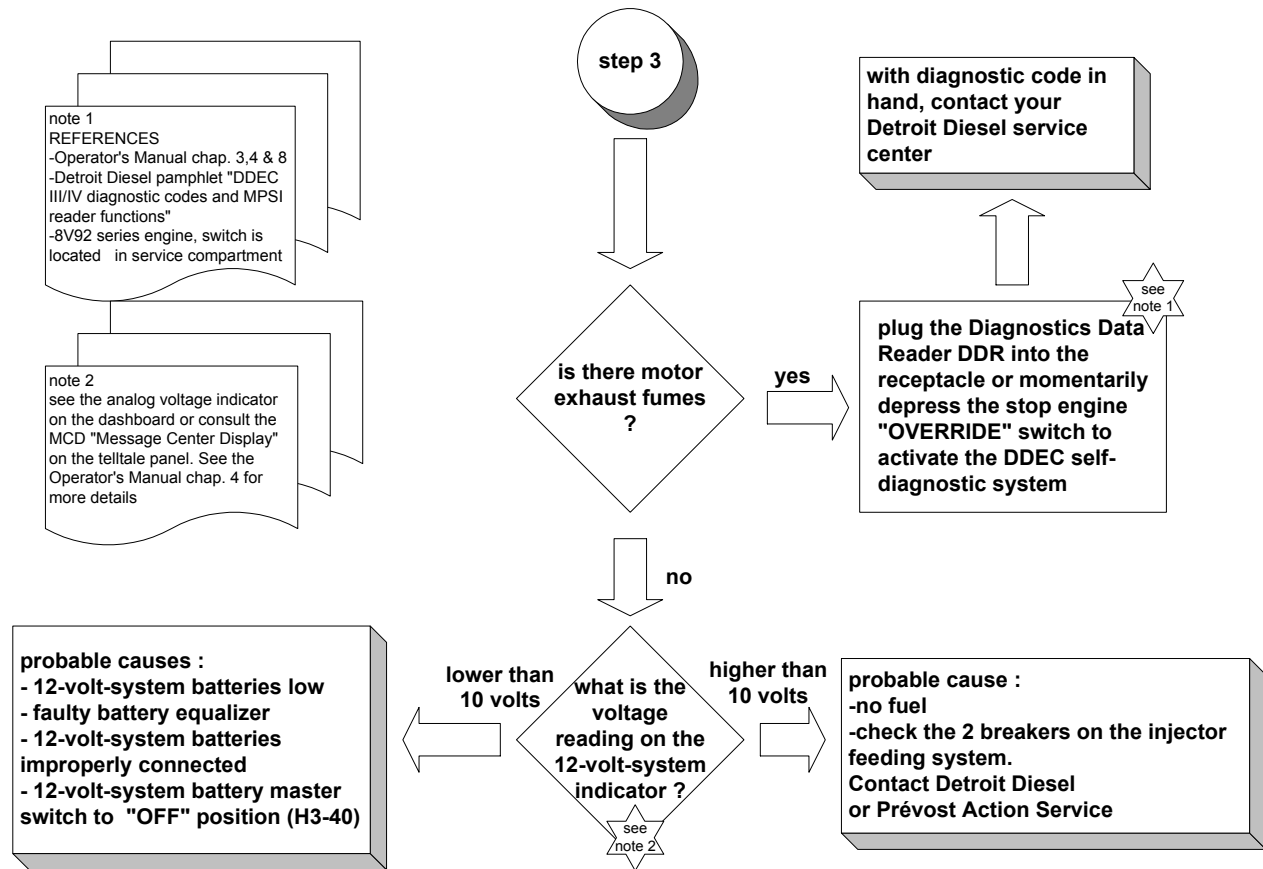 step 3
with diagnostic code in
hand, contact your
Detroit Diesel service
center
note 1
REFERENCES
-Operator's Manual chap. 3,4 & 8
-Detroit Diesel pamphlet "DDEC
III/IV diagnostic codes and MPSI
reader functions"
-8V92 series engine, switch is
located in service compartment
see
note 1
is there motor
exhaust fumes
?
yes
plug the Diagnostics Data
Reader DDR into the
receptacle or momentarily
depress the stop engine
"OVERRIDE" switch to
activate the DDEC self-
diagnostic system
note 2
see the analog voltage indicator
on the dashboard or consult the
MCD "Message Center Display"
on the telltale panel. See the
Operator's Manual chap. 4 for
more details
no
probable causes :
- 12-volt-system batteries low
- faulty battery equalizer
- 12-volt-system batteries
improperly connected
- 12-volt-system battery master
switch to "OFF" position (H3-40)
lower than
10 volts
what is the
voltage
reading on the
12-volt-system
indicator ?
see
note 2
higher than
10 volts
probable cause :
-no fuel
-check the 2 breakers on the injector
feeding system.
Contact Detroit Diesel
or Prévost Action Service